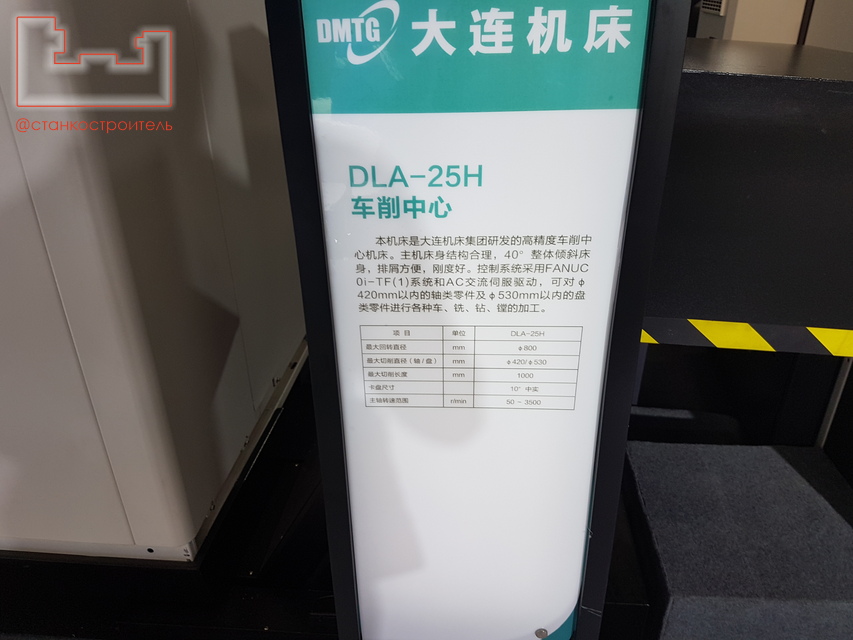 DMTG 大连机床
@станкостроитель
DLA-25H
车削中心
本机床是大连机床集团研发的高精度车削中
心机床。主机床身结构合理，40°整体倾斜床
身，排屑方便，刚度好。控制系统采用FANUC
0i-TF(1)系统和AC交流伺服驱动，可对φ
420mm以内的轴类零件及φ530mm以内的盘
类零件进行各种车、铣、钻、镗的加工。
项目 单位 DLA-25H
最大回转直径 mm φ800
最大切削直径（轴/盘） mm φ420/φ530
最大切削长度 mm 1000
卡盘尺寸 10"中实
主轴转速范围 r/min 50-3500